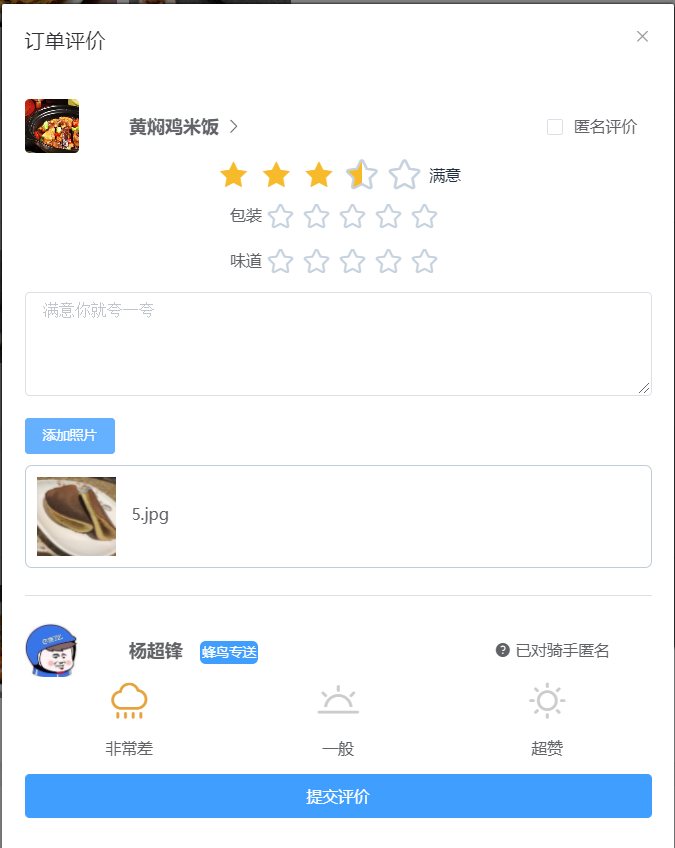 订单评价
黄焖鸡米饭
匿名评价
满意
包装
味道
满意你就夸一夸
添加照片
5.jpg
杨超锋 蜂鸟专送
已对骑手匿名
非常差 一般 超赞
提交评价